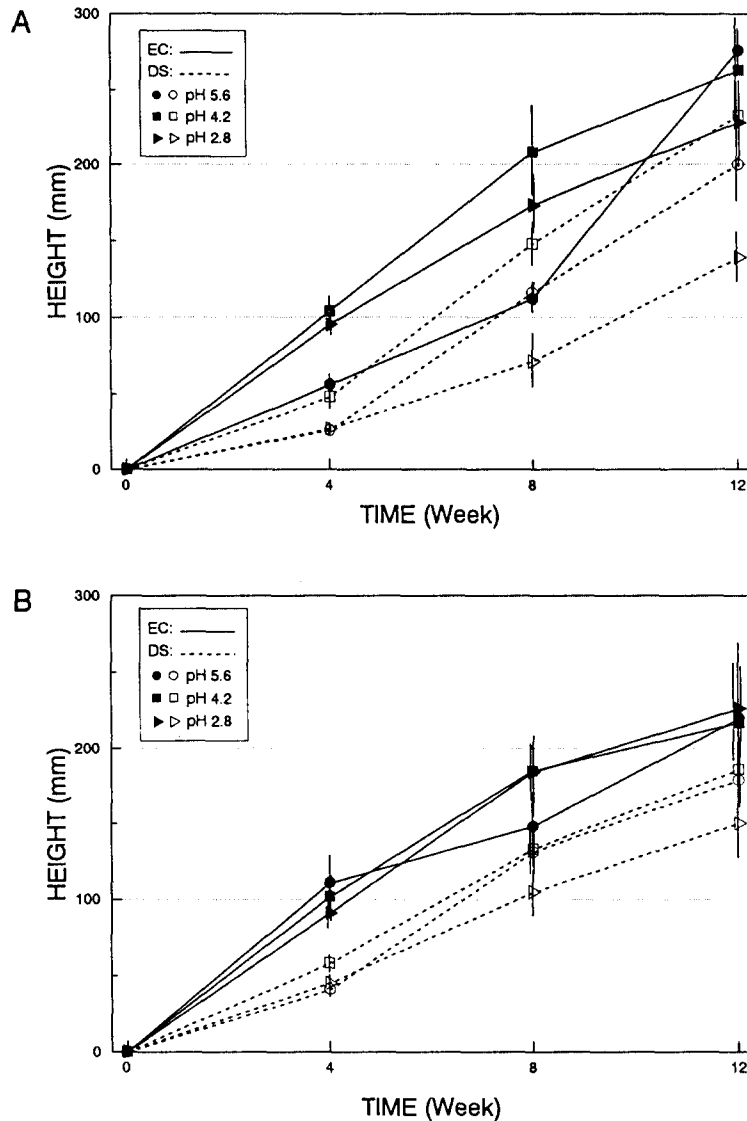 A
EC:
DS:
pH 5.6
pH 4.2
pH 2.8
300
200
100
0
HEIGHT (mm)
0
4
8
12
TIME (Week)
B
EC:
DS:
pH 5.6
pH 4.2
pH 2.8
300
200
100
0
HEIGHT (mm)
0
4
8
12
TIME (Week)